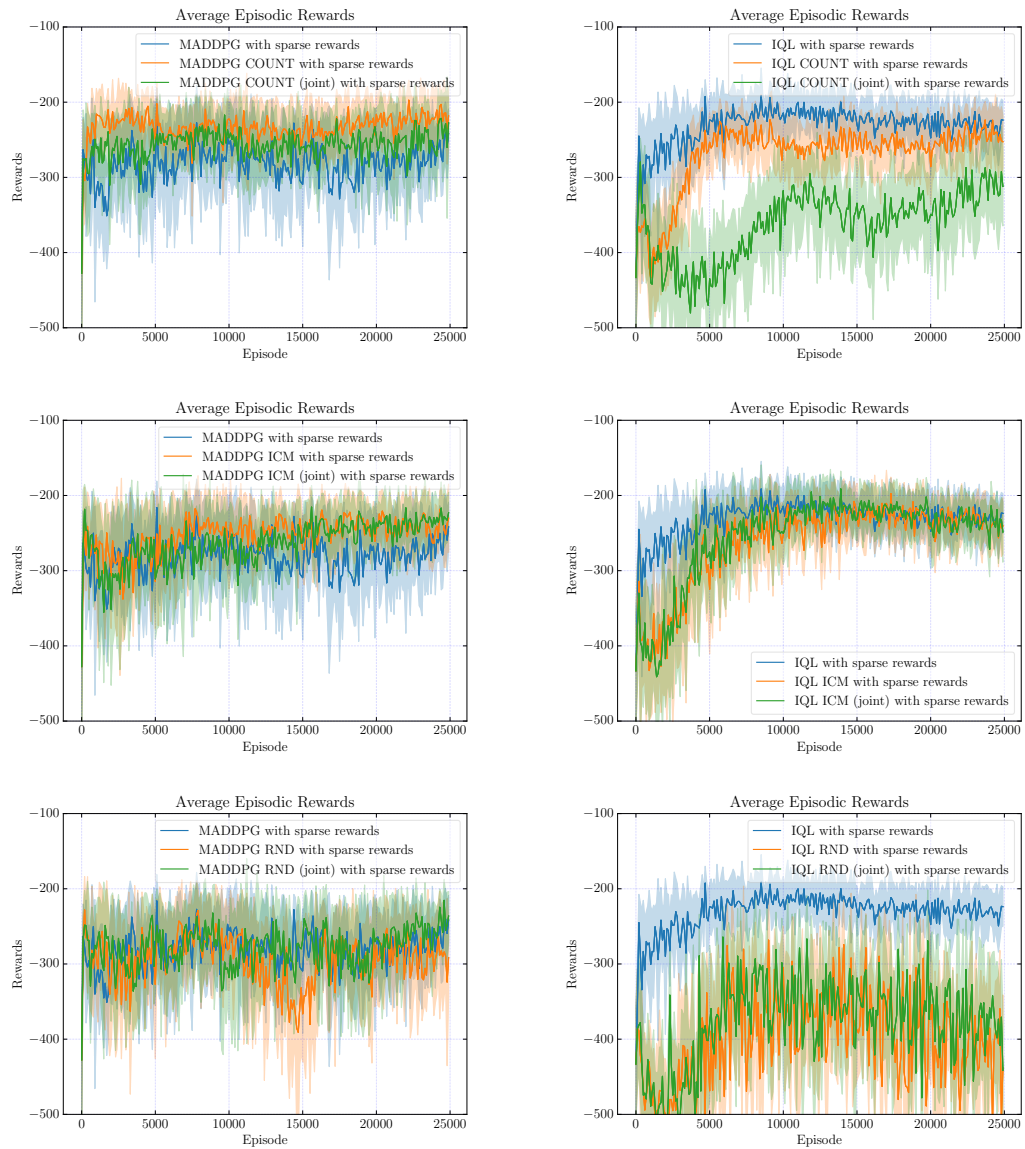 Average Episodic Rewards
MADDPG with sparse rewards
MADDPG COUNT with sparse rewards
MADDPG COUNT (joint) with sparse rewards
−100
−200
−300
−400
−500
Rewards
0 5000 10000 15000 20000 25000
Episode
Average Episodic Rewards
IQL with sparse rewards
IQL COUNT with sparse rewards
IQL COUNT (joint) with sparse rewards
−100
−200
−300
−400
−500
Rewards
0 5000 10000 15000 20000 25000
Episode
Average Episodic Rewards
MADDPG with sparse rewards
MADDPG ICM with sparse rewards
MADDPG ICM (joint) with sparse rewards
−100
−200
−300
−400
−500
Rewards
0 5000 10000 15000 20000 25000
Episode
Average Episodic Rewards
−100
−200
−300
−400
−500
Rewards
IQL with sparse rewards
IQL ICM with sparse rewards
IQL ICM (joint) with sparse rewards
0 5000 10000 15000 20000 25000
Episode
Average Episodic Rewards
MADDPG with sparse rewards
MADDPG RND with sparse rewards
MADDPG RND (joint) with sparse rewards
−100
−200
−300
−400
−500
Rewards
0 5000 10000 15000 20000 25000
Episode
Average Episodic Rewards
IQL with sparse rewards
IQL RND with sparse rewards
IQL RND (joint) with sparse rewards
−100
−200
−300
−400
−500
Rewards
0 5000 10000 15000 20000 25000
Episode